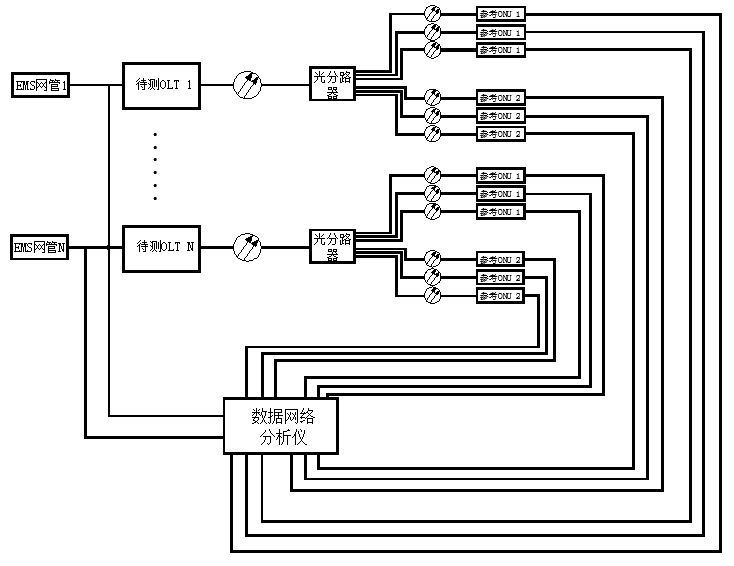 参考ONU 1
参考ONU 1
参考ONU 1
EMS网管1
待测OLT 1
光分路
器
参考ONU 2
参考ONU 2
参考ONU 2
参考ONU 1
参考ONU 1
参考ONU 1
EMS网管N
待测OLT N
光分路
器
参考ONU 2
参考ONU 2
参考ONU 2
数据网络
分析仪